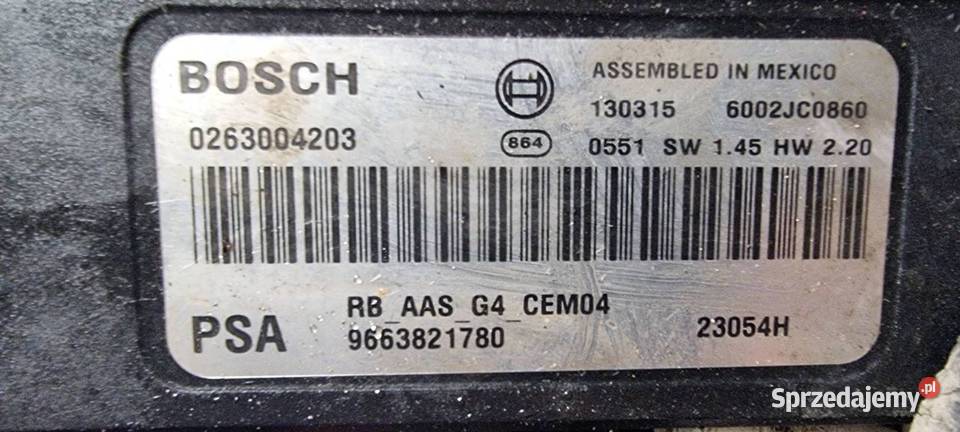 BOSCH
ASSEMBLED IN MEXICO
130315 6002JC0860
0263004203
864
0551 SW 1.45 HW 2.20
RB_AAS_G4_CEM04
PSA
9663821780
23054H
Sprzedajemy.pl